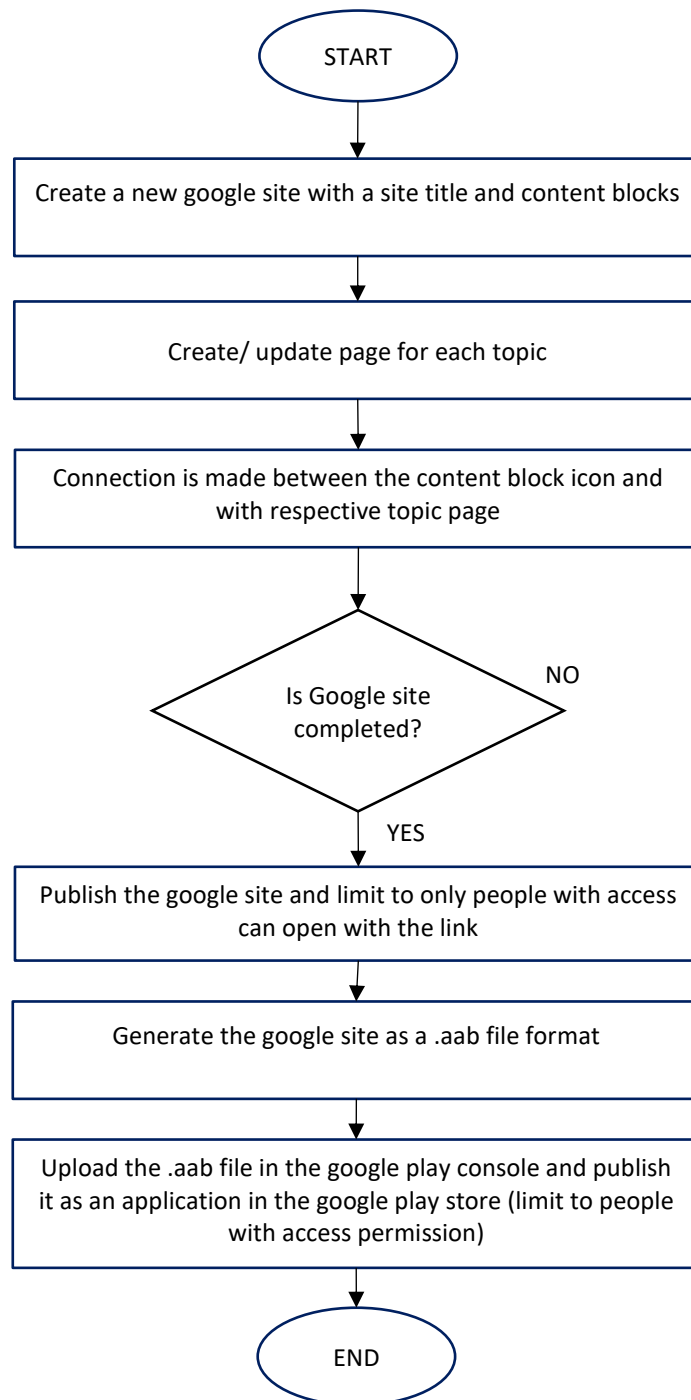 START
Create a new google site with a site title and content blocks
Create/ update page for each topic
Connection is made between the content block icon and
with respective topic page
NO
Is Google site
completed?
YES
Publish the google site and limit to only people with access
can open with the link
Generate the google site as a .aab file format
Upload the .aab file in the google play console and publish
it as an application in the google play store (limit to people
with access permission)
END